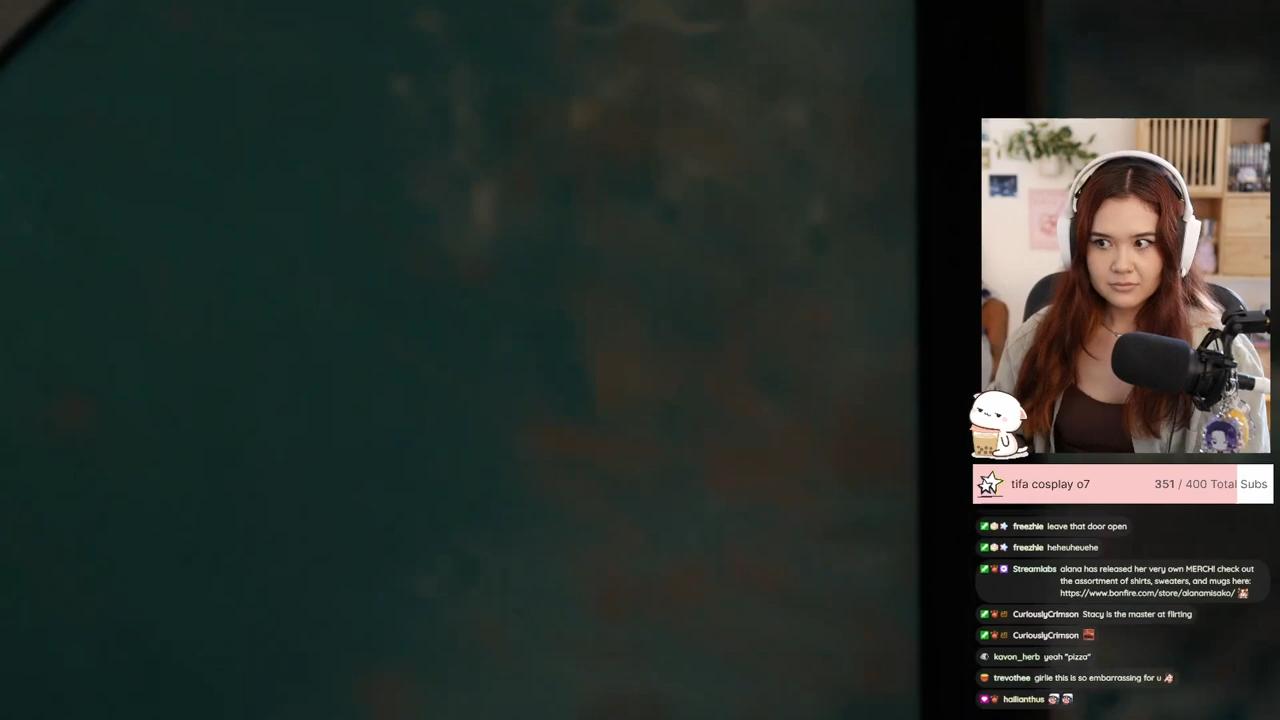 tifa cosplay o7 351 / 400 Total Subs
freezhie leave that door open
freezhie heheuheuehe
Streamlabs alana has released her very own MERCH! check out
the assortment of shirts, sweaters, and mugs here:
https://www.bonfire.com/store/alanamisako/
CuriouslyCrimson Stacy is the master at flirting
CuriouslyCrimson
kavon_herb yeah "pizza"
trevothee girlie this is so embarrassing for u
hailianthus